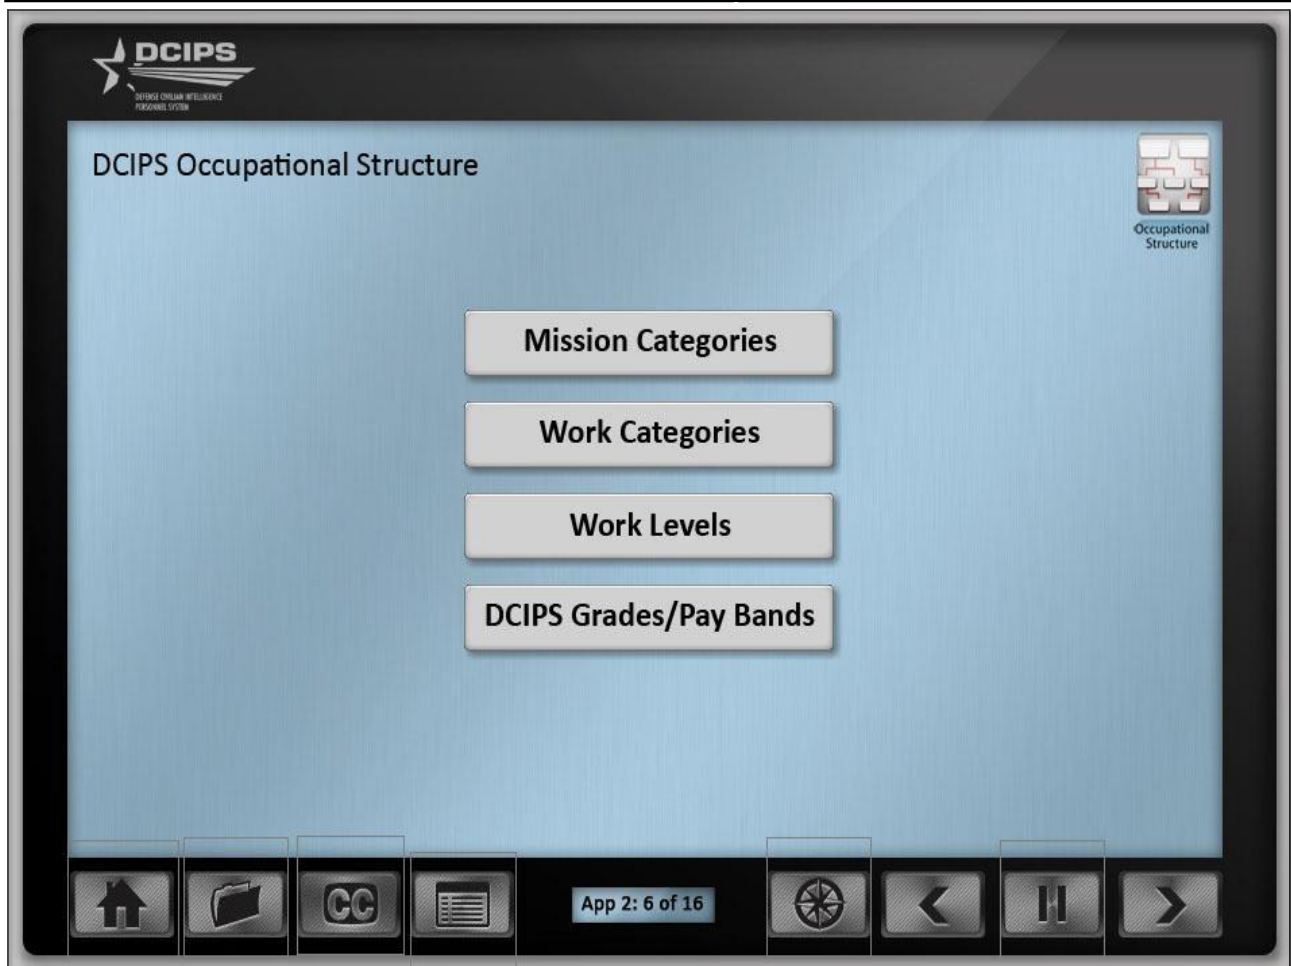 DCIPS
DEFENSE CIVILIAN INTELLIGENCE
PERSONNEL SYSTEM
DCIPS Occupational Structure
Occupational
Structure
Mission Categories
Work Categories
Work Levels
DCIPS Grades/Pay Bands
CC
App 2: 6 of 16